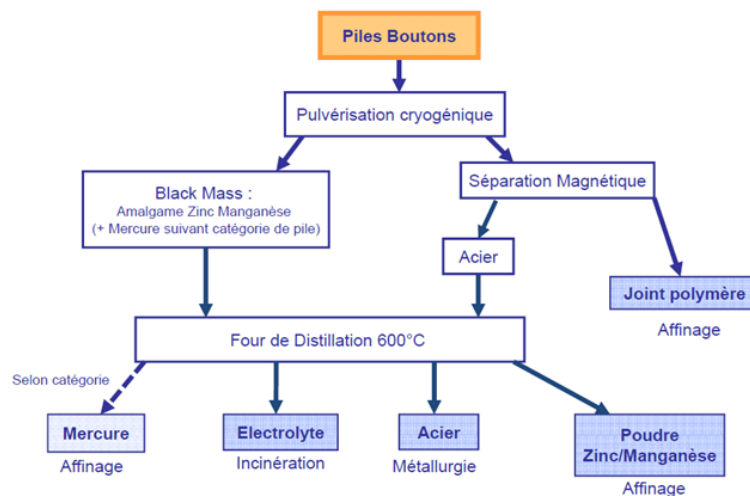 Piles Boutons
Pulvérisation cryogénique
Black Mass :
Amalgame Zinc Manganèse
(+ Mercure suivant catégorie de pile)
Séparation Magnétique
Acier
Joint polymère
Affinage
Four de Distillation 600°C
Selon catégorie
Mercure
Affinage
Electrolyte
Incinération
Acier
Métallurgie
Poudre
Zinc/Manganèse
Affinage